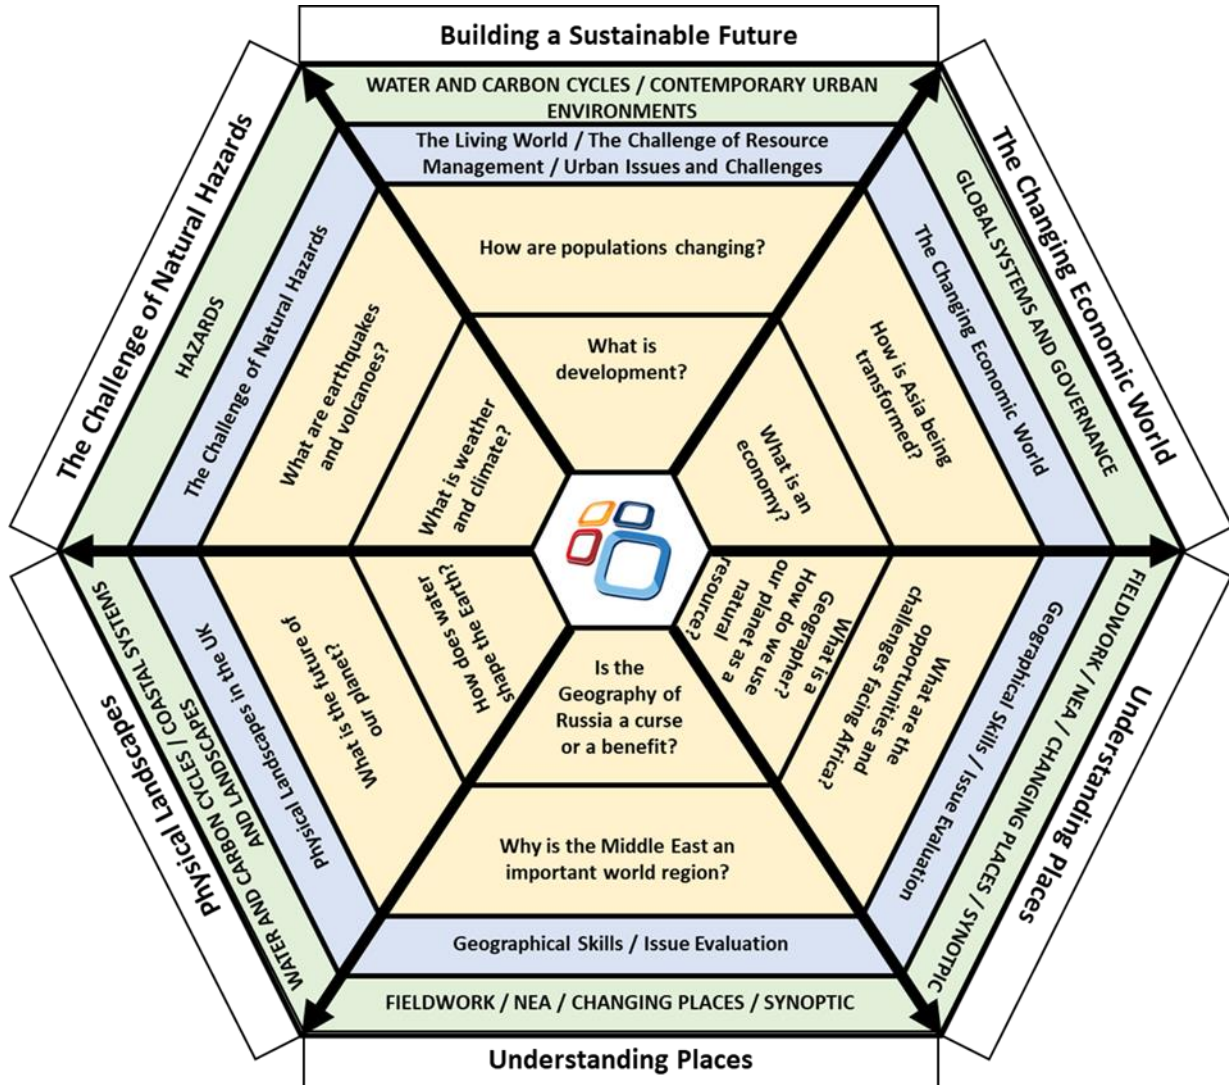 Building a Sustainable Future
WATER AND CARBON CYCLES / CONTEMPORARY URBAN
ENVIRONMENTS
The Living World / The Challenge of Resource
Management / Urban Issues and Challenges
How are populations changing?
What is
development?
The Changing Economic World
GLOBAL SYSTEMS AND GOVERNANCE
The Changing Economic World
How is Asia being
transformed?
What is an
economy?
Understanding Places
FIELDWORK / NEA / CHANGING PLACES / SYNOTPIC
Geographical Skills / Issue Evaluation
What are the
opportunities and
challenges facing Africa?
What is a
Geographer?
How do we use
our planet as a
natural
resource?
Is the
Geography of
Russia a curse
or a benefit?
Why is the Middle East an
important world region?
Geographical Skills / Issue Evaluation
FIELDWORK / NEA / CHANGING PLACES / SYNOPTIC
Understanding Places
Physical Landscapes
WATER AND CARBON CYCLES / COASTAL SYSTEMS
AND LANDSCAPES
Physical Landscapes in the UK
What is the future of
our planet?
How does water
shape the Earth?
The Challenge of Natural Hazards
HAZARDS
The Challenge of Natural Hazards
What are earthquakes
and volcanoes?
What is weather
and climate?